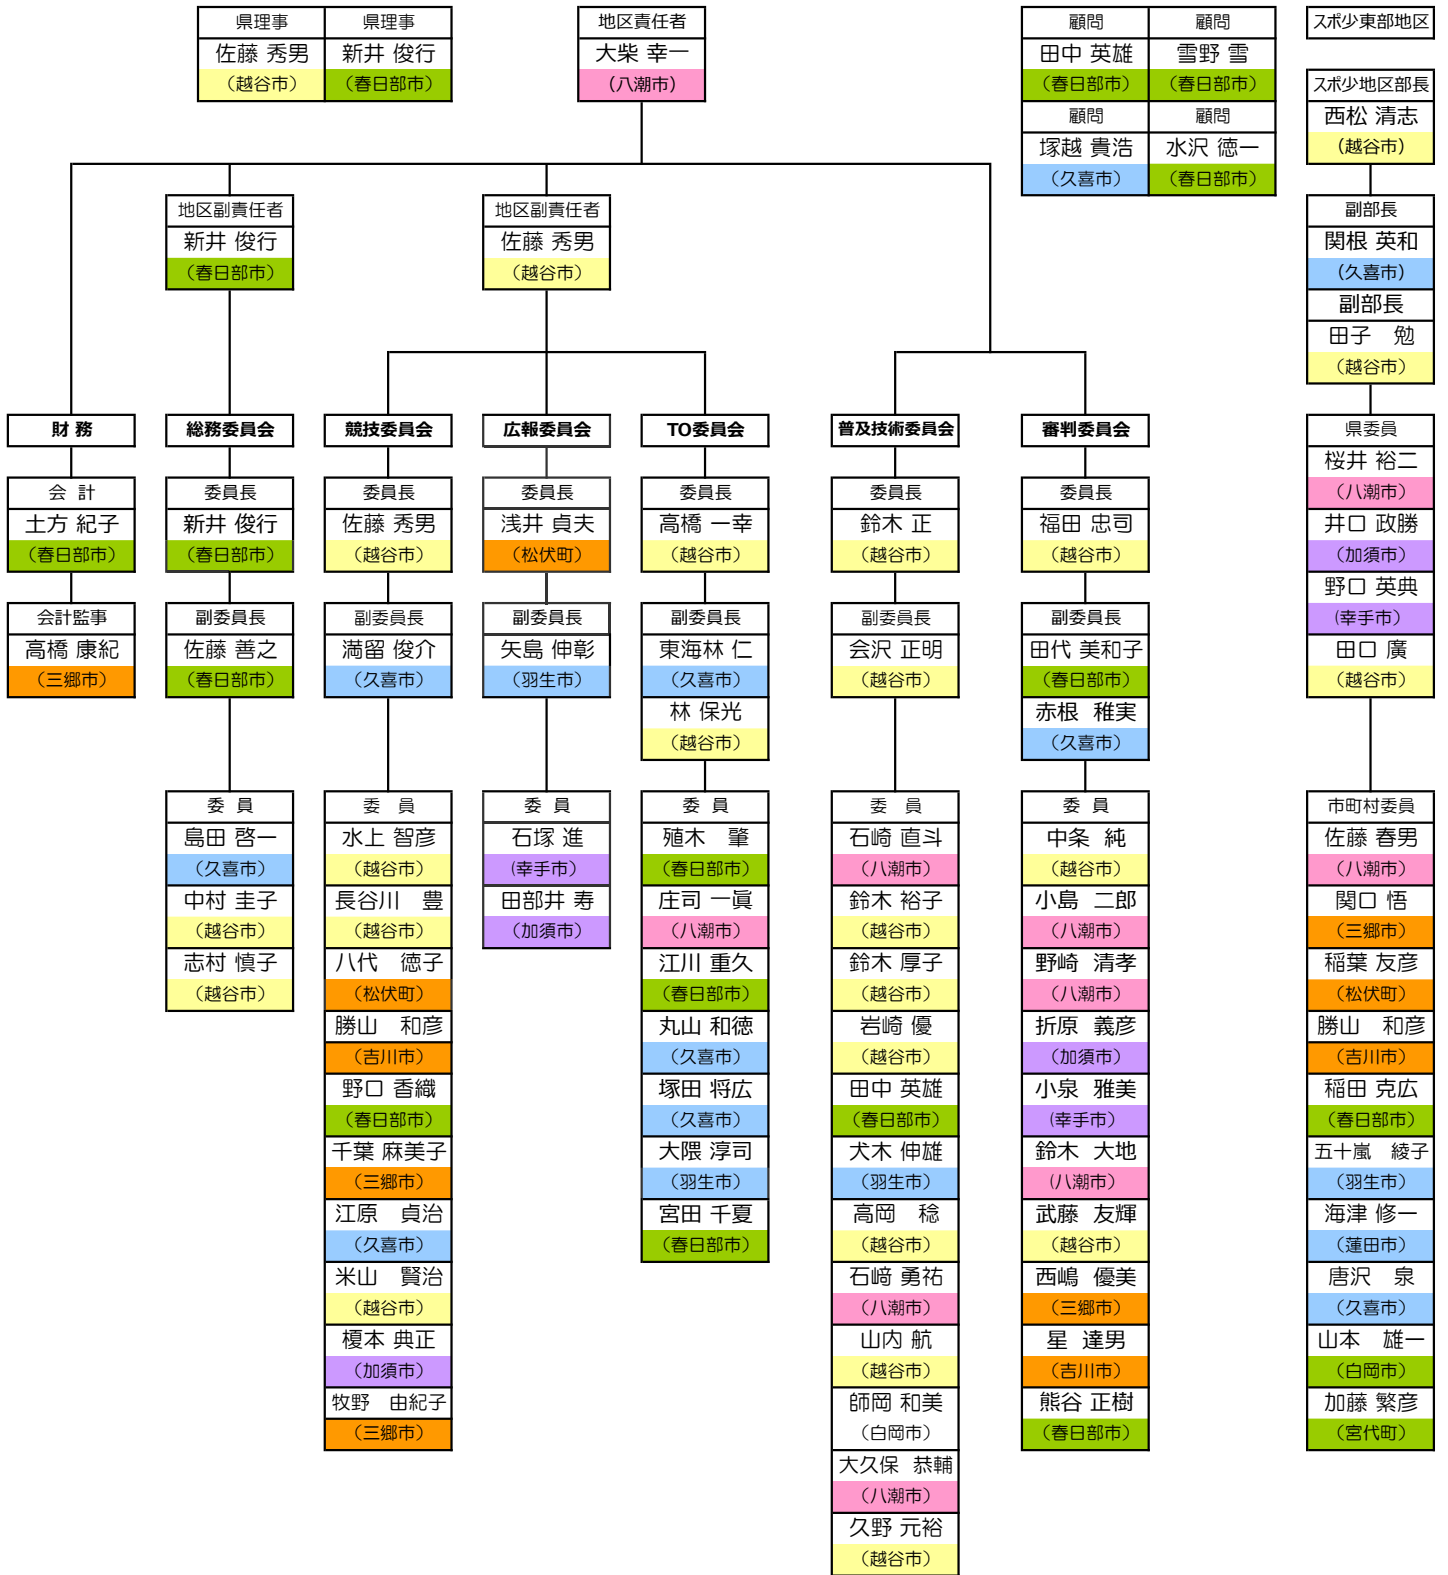 県理事
佐藤 秀男
（越谷市）
県理事
新井 俊行
（春日部市）
地区責任者
大柴 幸一
（八潮市）
顧問
田中 英雄
（春日部市）
顧問
雪野 雪
（春日部市）
顧問
塚越 貴浩
（久喜市）
顧問
水沢 徳一
（春日部市）
スポ少東部地区
スポ少地区部長
西松 清志
（越谷市）
副部長
関根 英和
（久喜市）
副部長
田子　勉
（越谷市）
地区副責任者
新井 俊行
（春日部市）
地区副責任者
佐藤 秀男
（越谷市）
財 務
会 計
土方 紀子
（春日部市）
会計監事
高橋 康紀
（三郷市）
総務委員会
委員長
新井 俊行
（春日部市）
副委員長
佐藤 善之
（春日部市）
委 員
島田 啓一
（久喜市）
中村 圭子
（越谷市）
志村 慎子
（越谷市）
競技委員会
委員長
佐藤 秀男
（越谷市）
副委員長
満留 俊介
（久喜市）
委 員
水上 智彦
（越谷市）
長谷川　豊
（越谷市）
八代　徳子
（松伏町）
勝山　和彦
（吉川市）
野口 香織
（春日部市）
千葉 麻美子
（三郷市）
江原　貞治
（久喜市）
米山　賢治
（越谷市）
榎本 典正
（加須市）
牧野　由紀子
（三郷市）
広報委員会
委員長
浅井 貞夫
（松伏町）
副委員長
矢島 伸彰
（羽生市）
委 員
石塚 進
（幸手市）
田部井 寿
（加須市）
TO委員会
委員長
高橋 一幸
（越谷市）
副委員長
東海林 仁
（久喜市）
林 保光
（越谷市）
委 員
殖木　肇
（春日部市）
庄司 一眞
（八潮市）
江川 重久
（春日部市）
丸山 和徳
（久喜市）
塚田 将広
（久喜市）
大隈 淳司
（羽生市）
宮田 千夏
（春日部市）
普及技術委員会
委員長
鈴木 正
（越谷市）
副委員長
会沢 正明
（越谷市）
委 員
石崎 直斗
（八潮市）
鈴木 裕子
（越谷市）
鈴木 厚子
（越谷市）
岩崎 優
（越谷市）
田中 英雄
（春日部市）
犬木 伸雄
（羽生市）
高岡　稔
（越谷市）
石﨑 勇祐
（八潮市）
山内 航
（越谷市）
師岡 和美
（白岡市）
大久保 恭輔
（八潮市）
久野 元裕
（越谷市）
審判委員会
委員長
福田 忠司
（越谷市）
副委員長
田代 美和子
（春日部市）
赤根 稚実
（久喜市）
委 員
中条 純
（越谷市）
小島 二郎
（八潮市）
野崎 清孝
（八潮市）
折原 義彦
（加須市）
小泉 雅美
（幸手市）
鈴木 大地
（八潮市）
武藤 友輝
（越谷市）
西嶋 優美
（三郷市）
星 達男
（吉川市）
熊谷 正樹
（春日部市）
県委員
桜井 裕二
（八潮市）
井口 政勝
（加須市）
野口 英典
（幸手市）
田口 廣
（越谷市）
市町村委員
佐藤 春男
（八潮市）
関口 悟
（三郷市）
稲葉 友彦
（松伏町）
勝山　和彦
（吉川市）
稲田 克広
（春日部市）
五十嵐　綾子
（羽生市）
海津 修一
（蓮田市）
唐沢　泉
（久喜市）
山本　雄一
（白岡市）
加藤 繁彦
（宮代町）